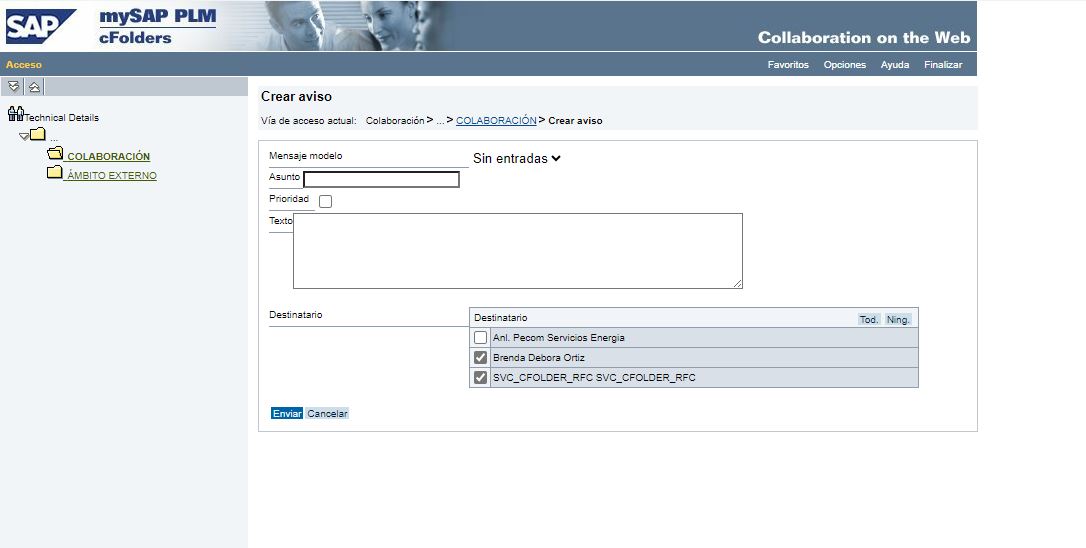 SAP
mySAP PLM
cFolders
Collaboration on the Web
Acceso
Favoritos Opciones Ayuda Finalizar
Technical Details
...
COLABORACIÓN
ÁMBITO EXTERNO
Crear aviso
Vía de acceso actual: Colaboración > ... > COLABORACIÓN > Crear aviso
Mensaje modelo Sin entradas
Asunto
Prioridad
Texto
Destinatario
Destinatario Tod. Ning.
Anl. Pecom Servicios Energia
Brenda Debora Ortiz
SVC_CFOLDER_RFC SVC_CFOLDER_RFC
Enviar Cancelar